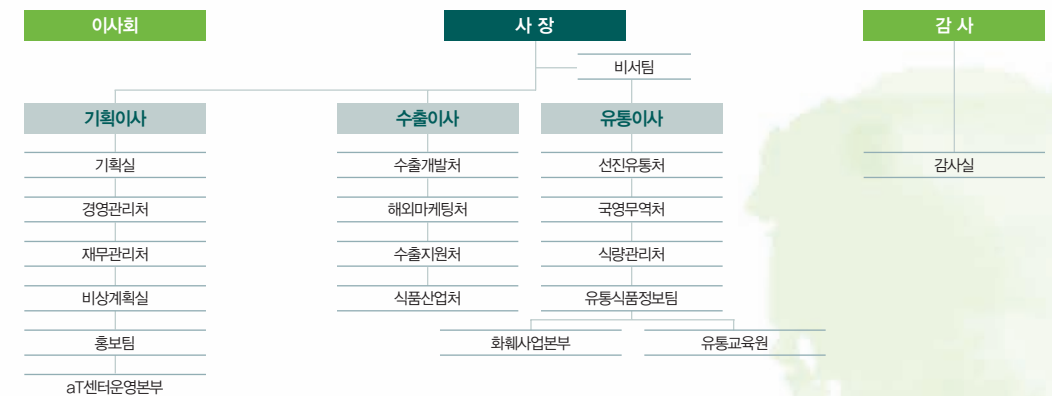 이사회
사 장
감 사
비서팀
기획이사
수출이사
유통이사
기획실
수출개발처
선진유통처
감사실
경영관리처
해외마케팅처
국영무역처
재무관리처
수출지원처
식량관리처
비상계획실
식품산업처
유통식품정보팀
홍보팀
화훼사업본부
유통교육원
aT센터운영본부